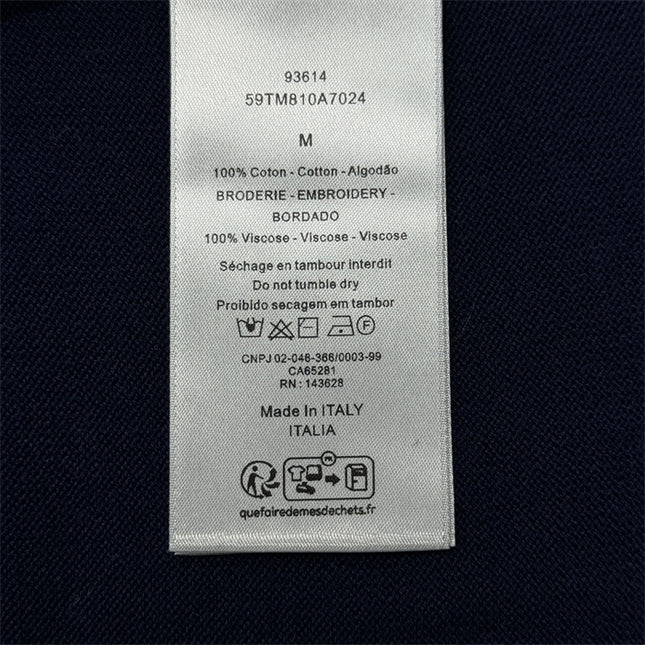 93614
59TM810A7024
M
100% Coton - Cotton - Algodão
BRODERIE - EMBROIDERY -
BORDADO
100% Viscose - Viscose - Viscose
Séchage en tambour interdit
Do not tumble dry
Proibido secagem em tambor
F
CNPJ 02-046-366/0003-99
CA65281
RN : 143628
Made In ITALY
ITALIA
FR
quefairedemesdechets.fr